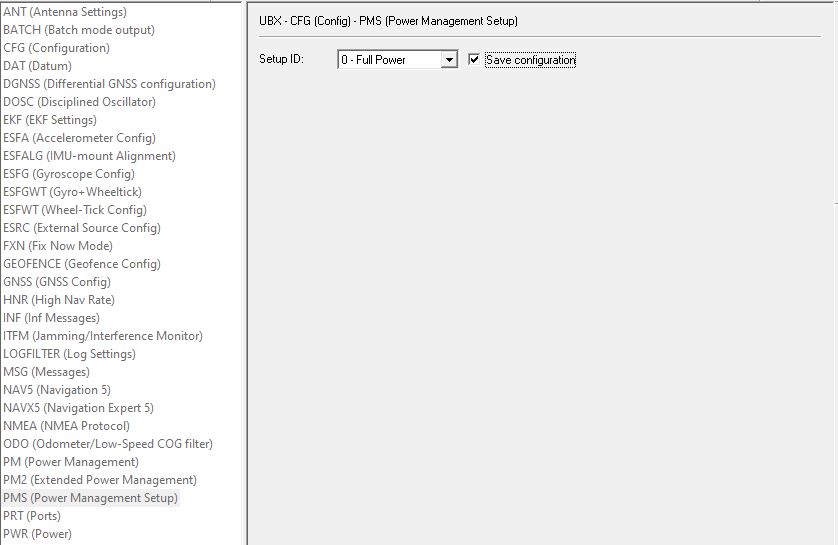 ANT (Antenna Settings)
BATCH (Batch mode output)
CFG (Configuration)
DAT (Datum)
DGNSS (Differential GNSS configuration)
DOSC (Disciplined Oscillator)
EKF (EKF Settings)
ESFA (Accelerometer Config)
ESFALG (IMU-mount Alignment)
ESFG (Gyroscope Config)
ESFGWT (Gyro+Wheeltick)
ESFWT (Wheel-Tick Config)
ESRC (External Source Config)
FXN (Fix Now Mode)
GEOFENCE (Geofence Config)
GNSS (GNSS Config)
HNR (High Nav Rate)
INF (Inf Messages)
ITFM (Jamming/Interference Monitor)
LOGFILTER (Log Settings)
MSG (Messages)
NAV5 (Navigation 5)
NAVX5 (Navigation Expert 5)
NMEA (NMEA Protocol)
ODO (Odometer/Low-Speed COG filter)
PM (Power Management)
PM2 (Extended Power Management)
PMS (Power Management Setup)
PRT (Ports)
PWR (Power)
UBX - CFG (Config) - PMS (Power Management Setup)
Setup ID: 0 - Full Power Save configuration